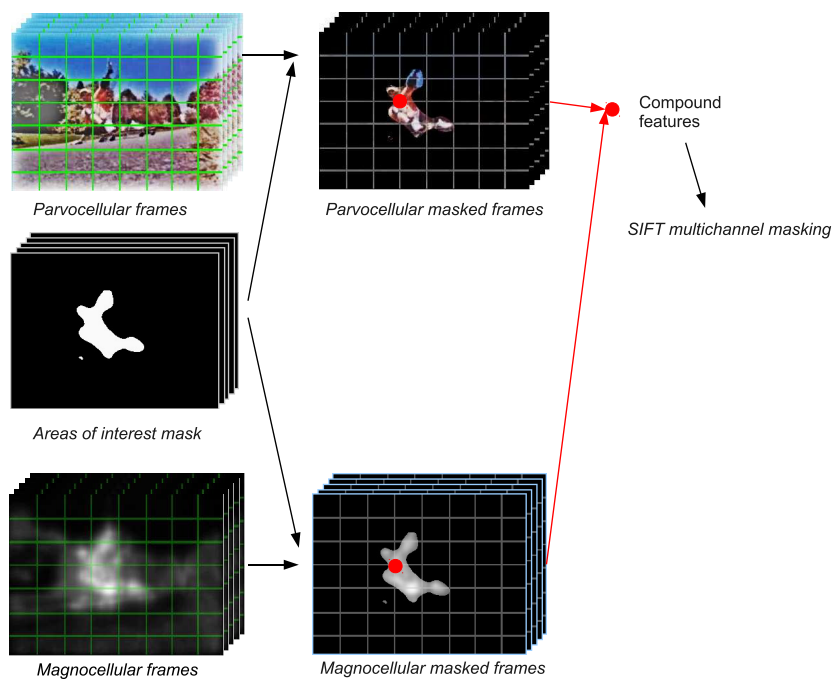 Parvocellular frames
Parvocellular masked frames
Compound
features
SIFT multichannel masking
Areas of interest mask
Magnocellular frames
Magnocellular masked frames